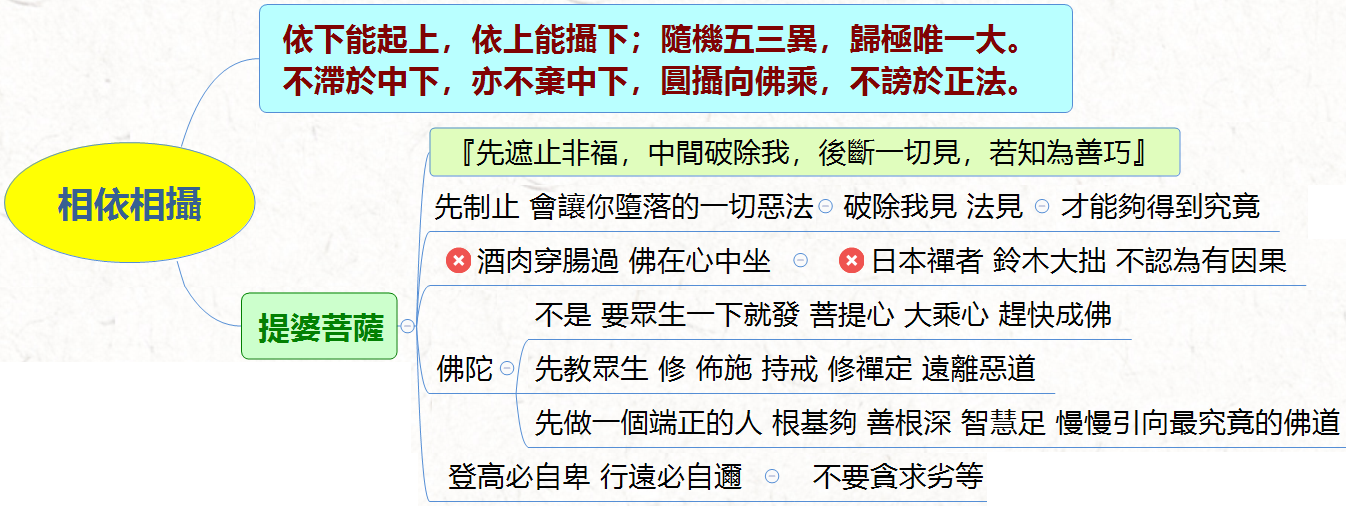 依下能起上，依上能攝下；隨機五三異，歸極唯一大。
不滯於中下，亦不棄中下，圓攝向佛乘，不謗於正法。
相依相攝
提婆菩薩
『先遮止非福，中間破除我，後斷一切見，若知為善巧』
先制止 會讓你墮落的一切惡法 破除我見 法見 才能夠得到究竟
酒肉穿腸過 佛在心中坐 日本禪者 鈴木大拙 不認為有因果
佛陀
不是 要眾生一下就發 菩提心 大乘心 趕快成佛
先教眾生 修 佈施 持戒 修禪定 遠離惡道
先做一個端正的人 根基夠 善根深 智慧足 慢慢引向最究竟的佛道
登高必自卑 行遠必自邇 不要貪求劣等